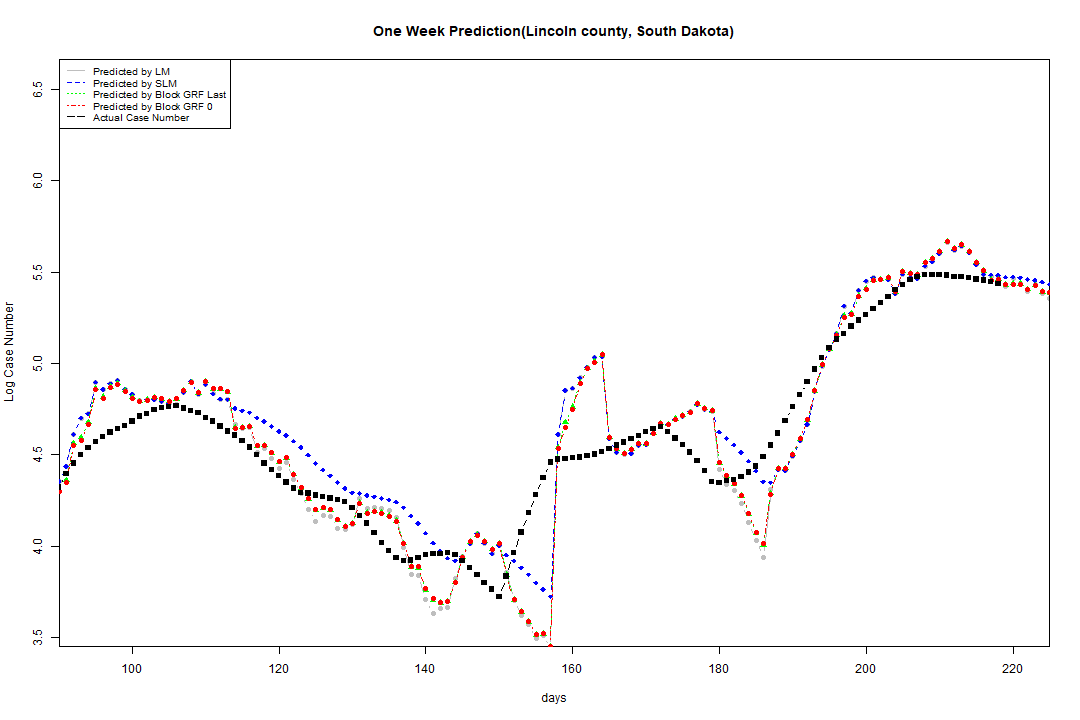 One Week Prediction(Lincoln county, South Dakota)
Predicted by LM
Predicted by SLM
Predicted by Block GRF Last
Predicted by Block GRF 0
Actual Case Number
6.5
6.0
5.5
5.0
4.5
4.0
3.5
Log Case Number
100 120 140 160 180 200 220
days